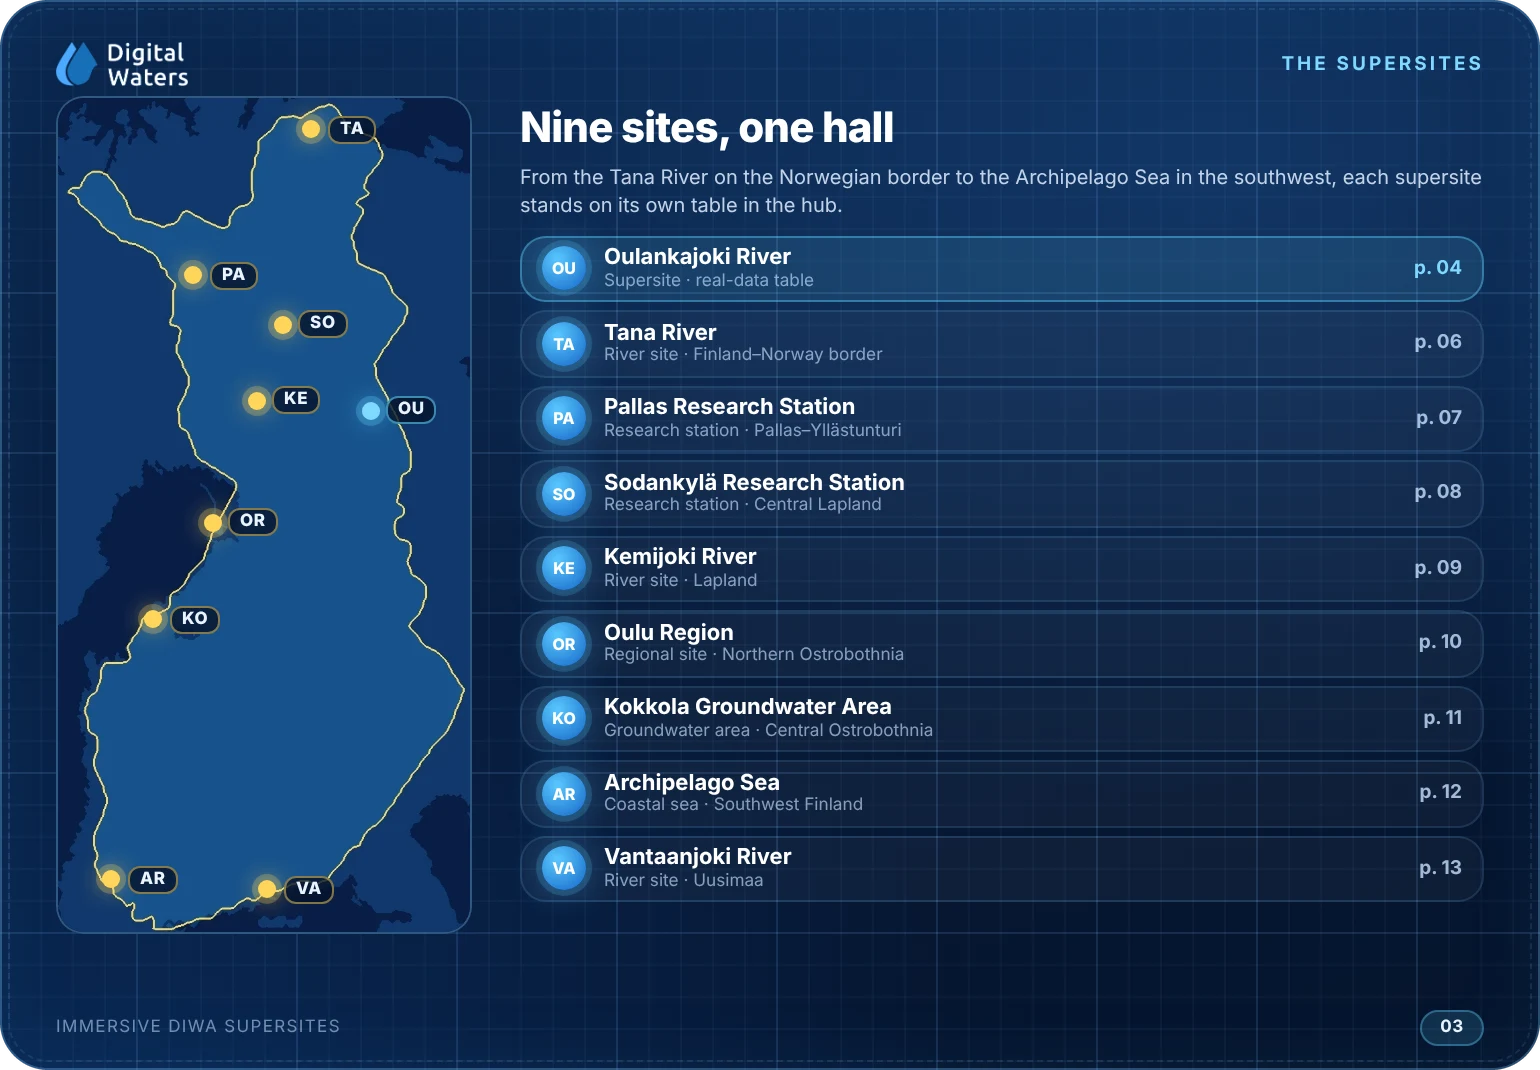 Digital
Waters
THE SUPERSITES
TA
PA
SO
KE
OU
OR
KO
AR
VA
Nine sites, one hall
From the Tana River on the Norwegian border to the Archipelago Sea in the southwest, each supersite
stands on its own table in the hub.
OU
Oulankajoki River
Supersite · real-data table
p. 04
TA
Tana River
River site · Finland–Norway border
p. 06
PA
Pallas Research Station
Research station · Pallas–Yllästunturi
p. 07
SO
Sodankylä Research Station
Research station · Central Lapland
p. 08
KE
Kemijoki River
River site · Lapland
p. 09
OR
Oulu Region
Regional site · Northern Ostrobothnia
p. 10
KO
Kokkola Groundwater Area
Groundwater area · Central Ostrobothnia
p. 11
AR
Archipelago Sea
Coastal sea · Southwest Finland
p. 12
VA
Vantaanjoki River
River site · Uusimaa
p. 13
IMMERSIVE DIWA SUPERSITES
03